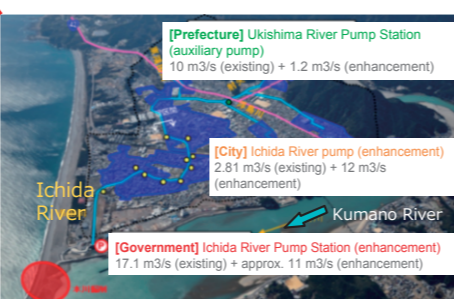 [Prefecture] Ukishima River Pump Station
(auxiliary pump)
10 m3/s (existing) + 1.2 m3/s (enhancement)
[City] Ichida River pump (enhancement)
2.81 m3/s (existing) + 12 m3/s
(enhancement)
Ichida
River
Kumano River
P
[Government] Ichida River Pump Station (enhancement)
17.1 m3/s (existing) + approx. 11 m3/s (enhancement)